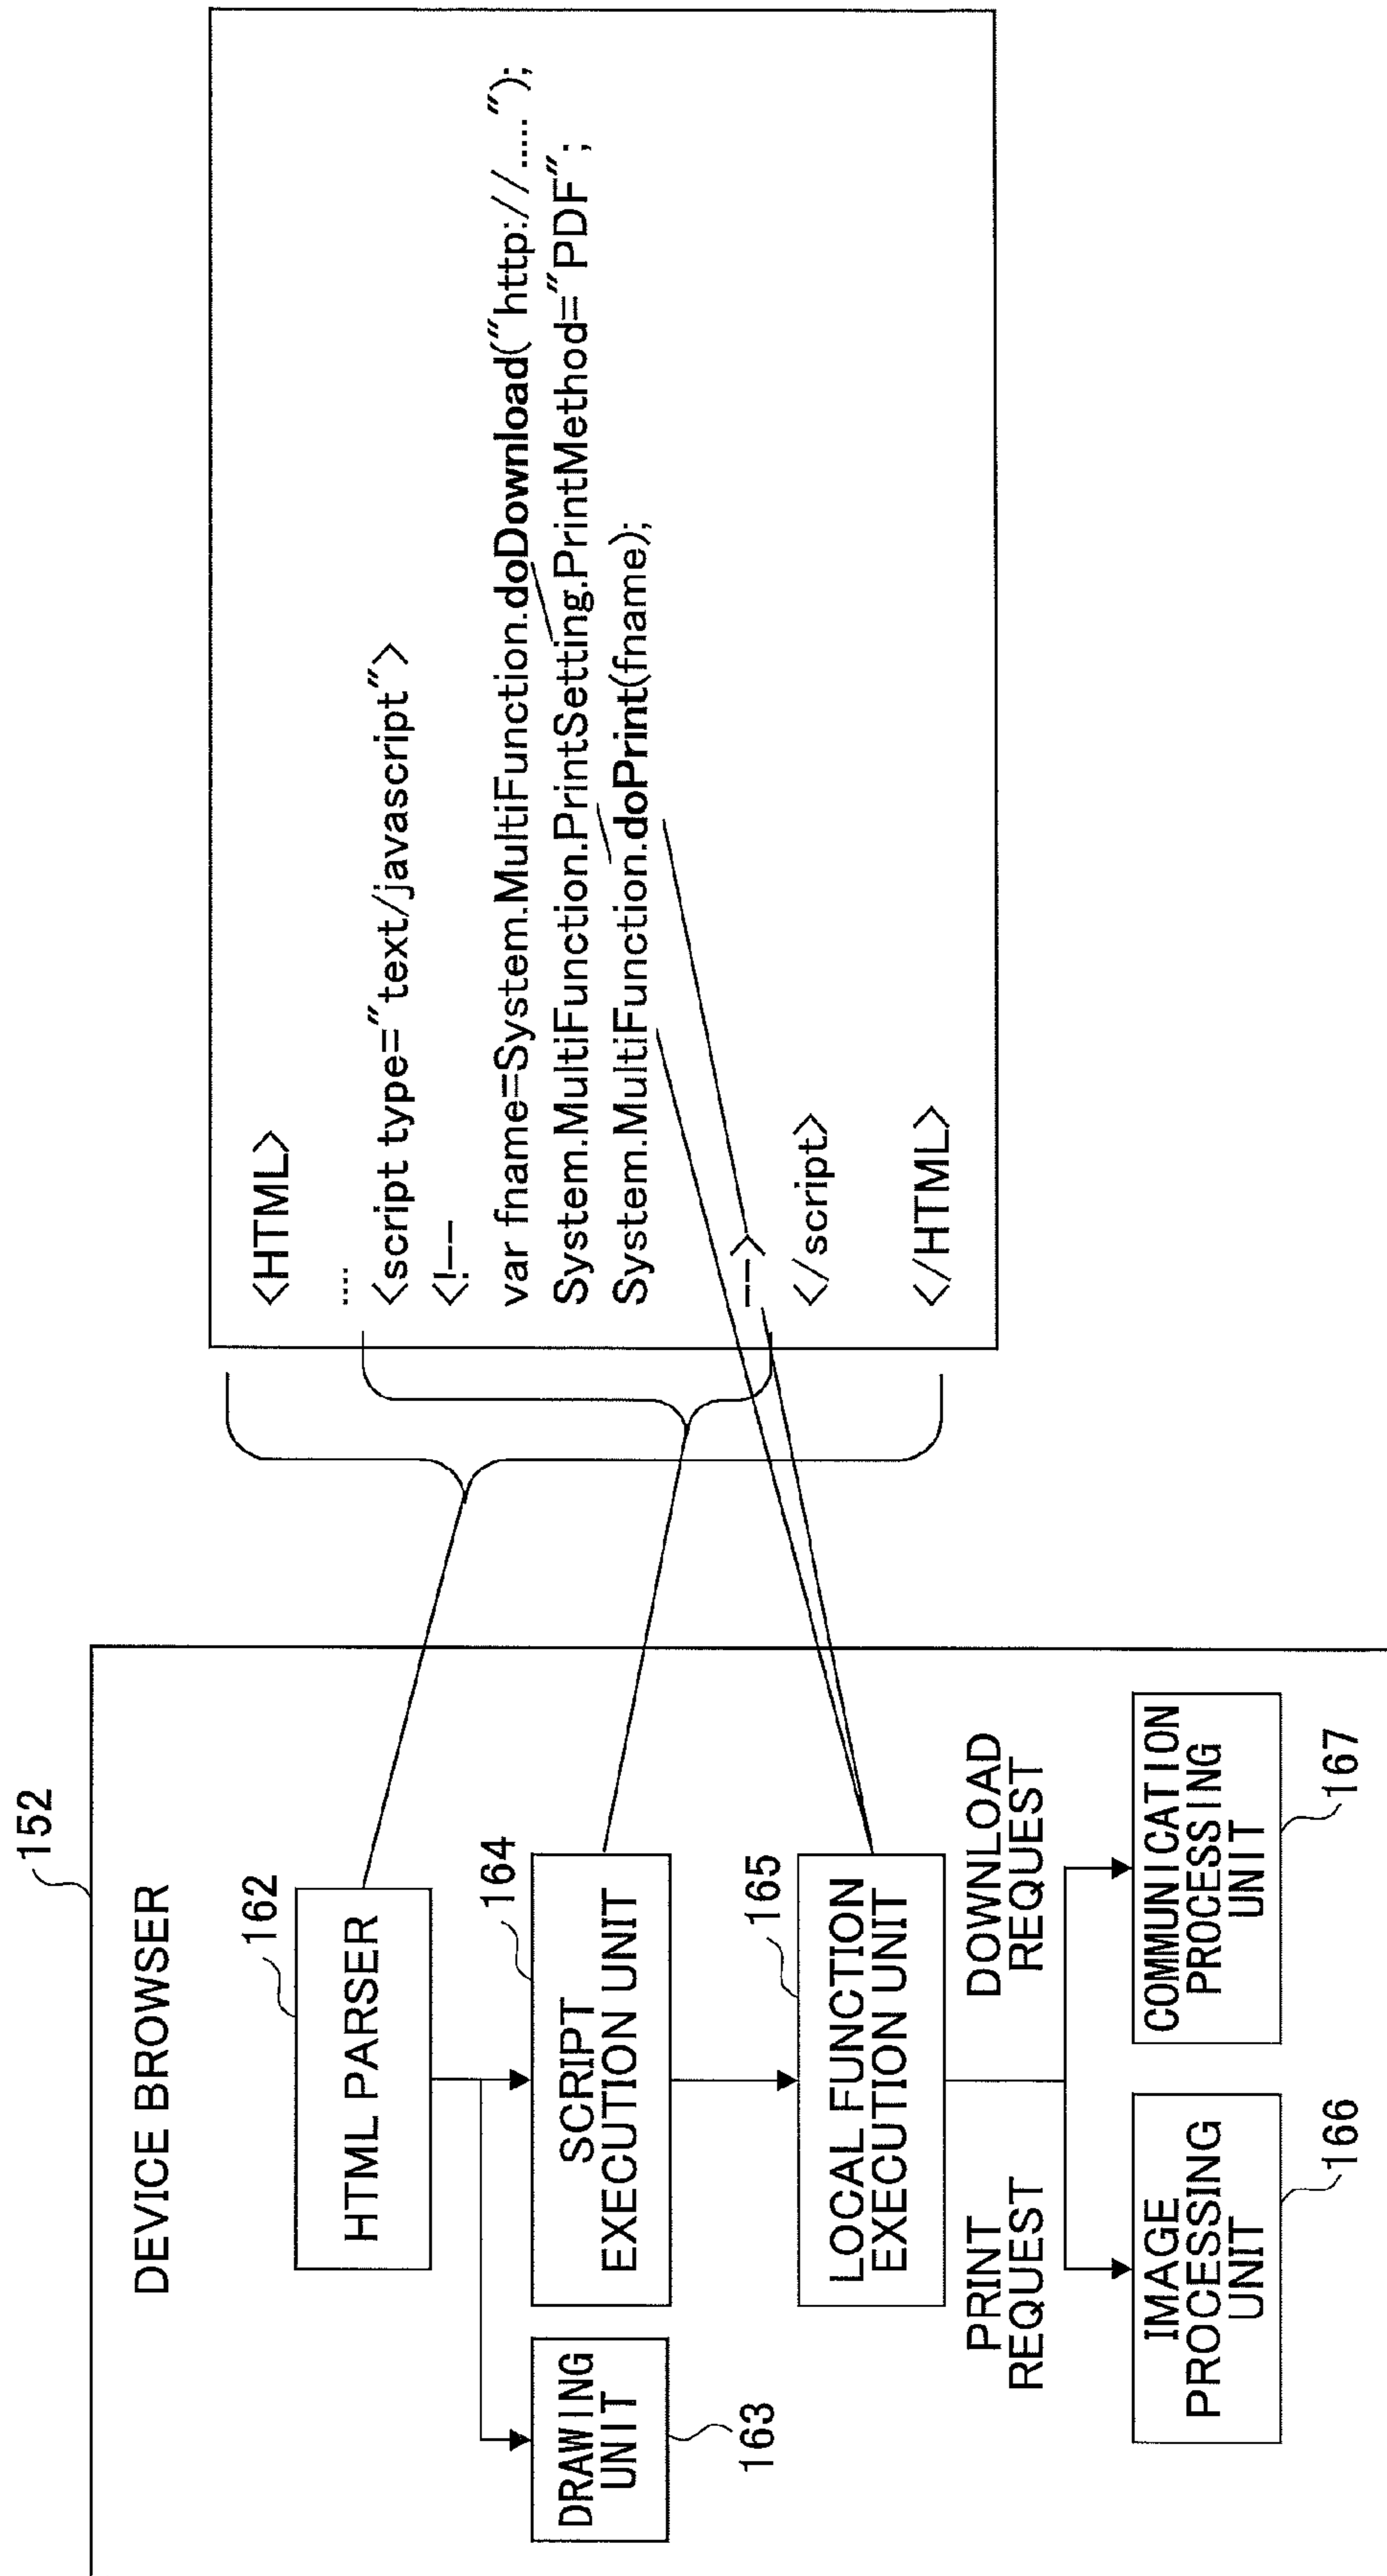 152
DEVICE BROWSER
162
HTML PARSER
DRAWING
UNIT
163
164
SCRIPT
EXECUTION UNIT
165
LOCAL FUNCTION
EXECUTION UNIT
PRINT
REQUEST
DOWNLOAD
REQUEST
IMAGE
PROCESSING
UNIT
166
COMMUNICATION
PROCESSING
UNIT
167
<HTML>
....
<script type="text/javascript">
<!--
var fname=System.MultiFunction.doDownload("http://.....");
System.MultiFunction.PrintSetting.PrintMethod="PDF";
System.MultiFunction.doPrint(fname);
-->
</script>
</HTML>